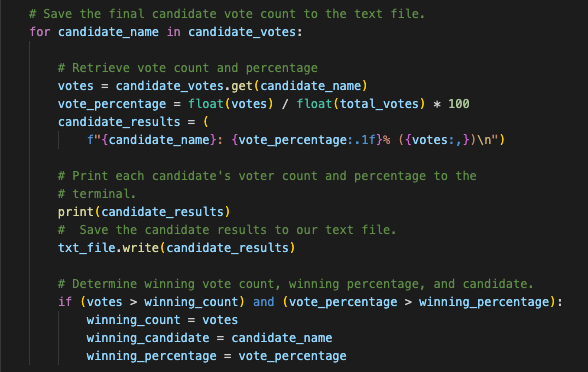 # Save the final candidate vote count to the text file.
for candidate_name in candidate_votes:
# Retrieve vote count and percentage
votes = candidate_votes.get(candidate_name)
vote_percentage = float(votes) / float(total_votes) * 100
candidate_results = (
f"{candidate_name}: {vote_percentage:.1f}% ({votes:,})\n")
# Print each candidate's voter count and percentage to the
# terminal.
print(candidate_results)
#  Save the candidate results to our text file.
txt_file.write(candidate_results)
# Determine winning vote count, winning percentage, and candidate.
if (votes > winning_count) and (vote_percentage > winning_percentage):
winning_count = votes
winning_candidate = candidate_name
winning_percentage = vote_percentage